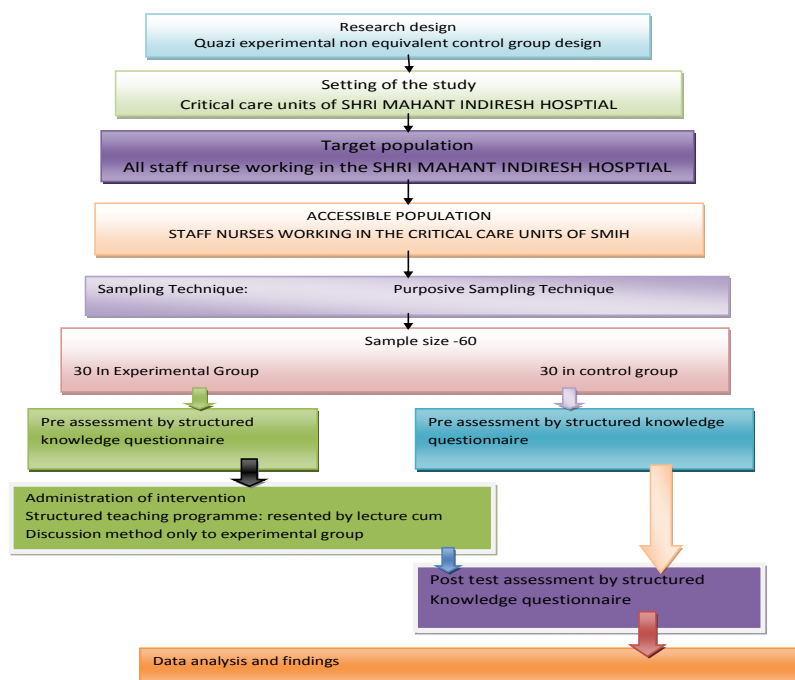 Research design
Quazi experimental non equivalent control group design
Setting of the study
Critical care units of SHRI MAHANT INDIRESH HOSPTIAL
Target population
All staff nurse working in the SHRI MAHANT INDIRESH HOSPTIAL
ACCESSIBLE POPULATION
STAFF NURSES WORKING IN THE CRITICAL CARE UNITS OF SMIH
Sampling Technique: Purposive Sampling Technique
Sample size -60
30 In Experimental Group 30 in control group
Pre assessment by structured
knowledge questionnaire
Pre assessment by structured knowledge
questionnaire
Administration of intervention
Structured teaching programme: resented by lecture cum
Discussion method only to experimental group
Post test assessment by structured
Knowledge questionnaire
Data analysis and findings